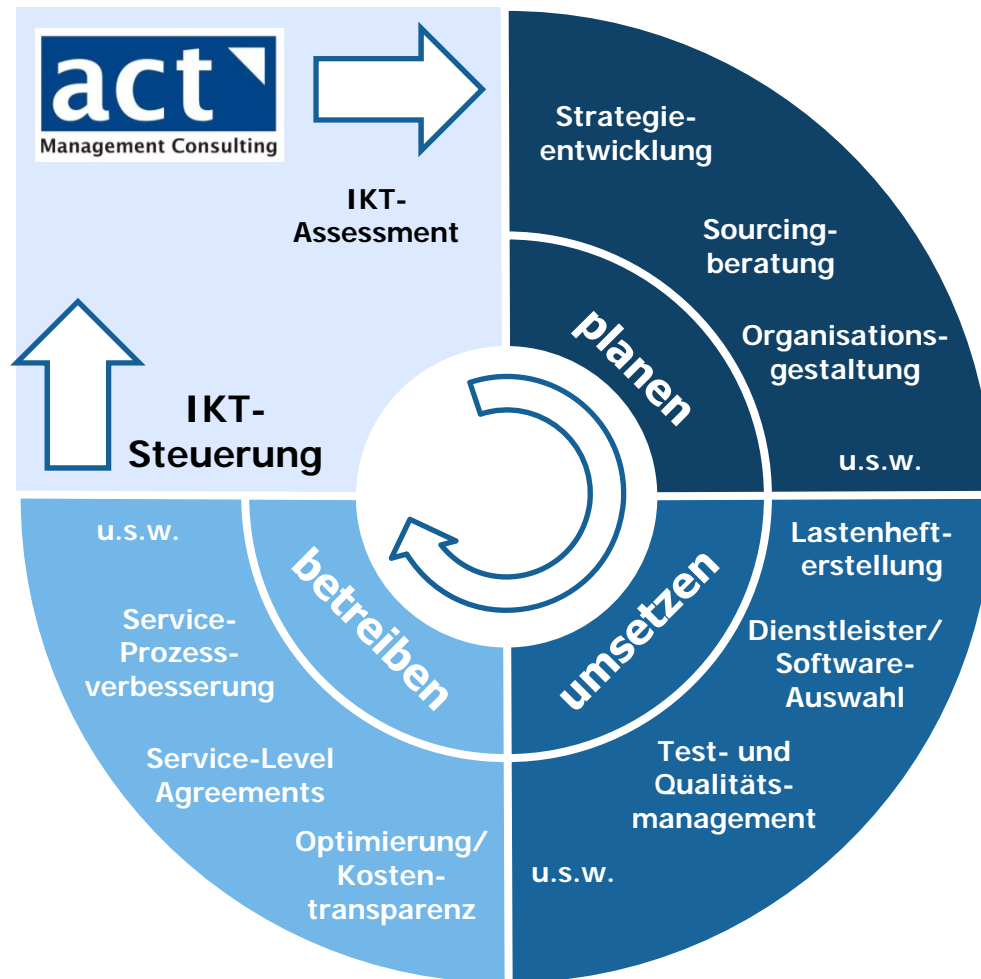 act
Management Consulting
IKT-
Assessment
IKT-
Steuerung
Strategie-
entwicklung
Sourcing-
beratung
Organisations-
gestaltung
u.s.w.
planen
Lastenheft-
erstellung
Dienstleister/
Software-
Auswahl
Test- und
Qualitäts-
management
u.s.w.
umsetzen
betreiben
u.s.w.
Service-
Prozess-
verbesserung
Service-Level
Agreements
Optimierung/
Kosten-
transparenz